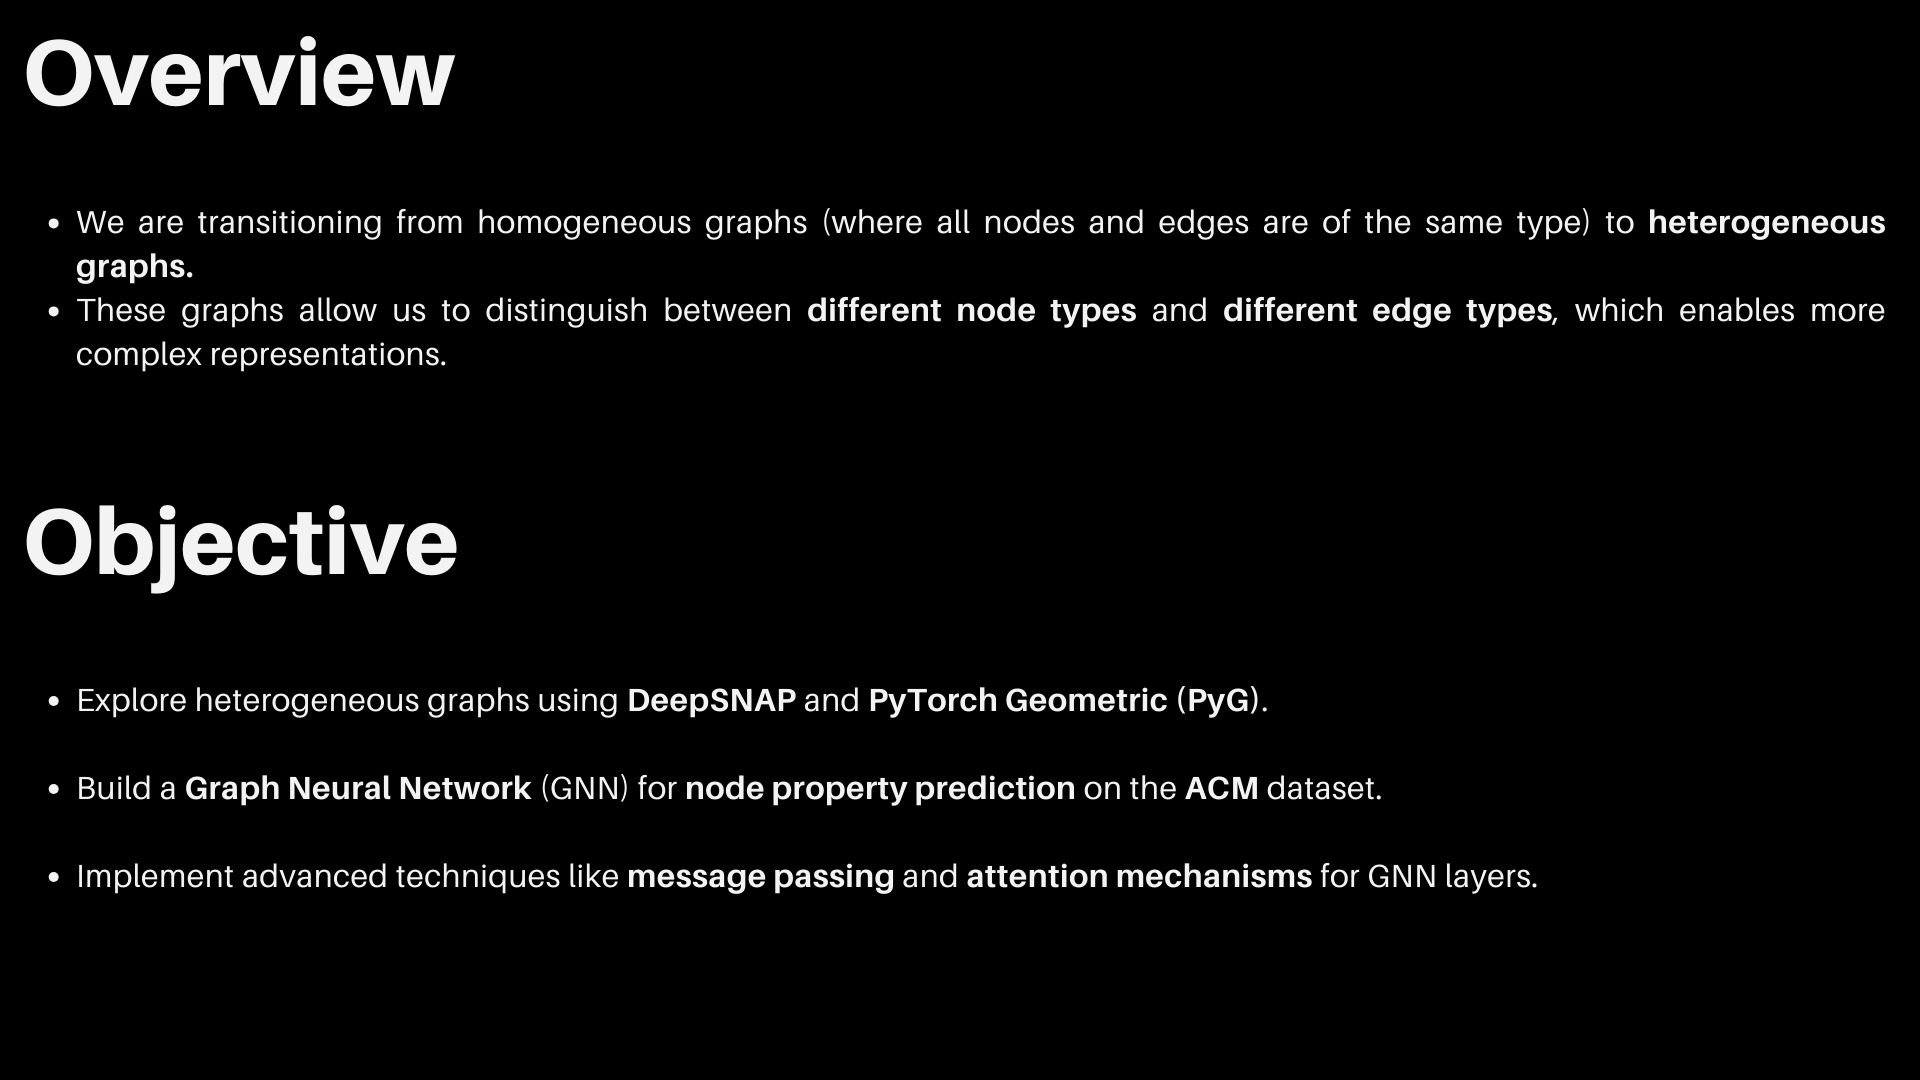 Overview
• We are transitioning from homogeneous graphs (where all nodes and edges are of the same type) to heterogeneous
graphs.
• These graphs allow us to distinguish between different node types and different edge types, which enables more
complex representations.
Objective
• Explore heterogeneous graphs using DeepSNAP and PyTorch Geometric (PyG).
• Build a Graph Neural Network (GNN) for node property prediction on the ACM dataset.
• Implement advanced techniques like message passing and attention mechanisms for GNN layers.